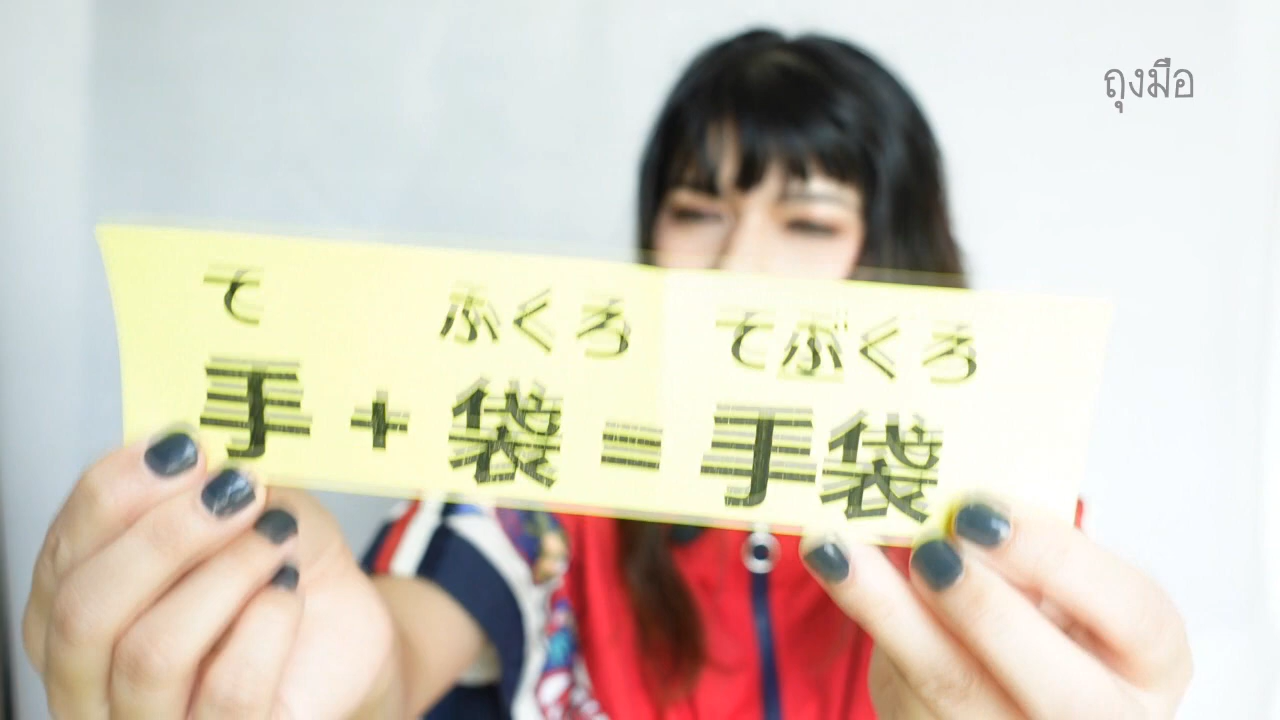 ถุงมือ
て ふくろ てぶくろ
手 + 袋 = 手袋